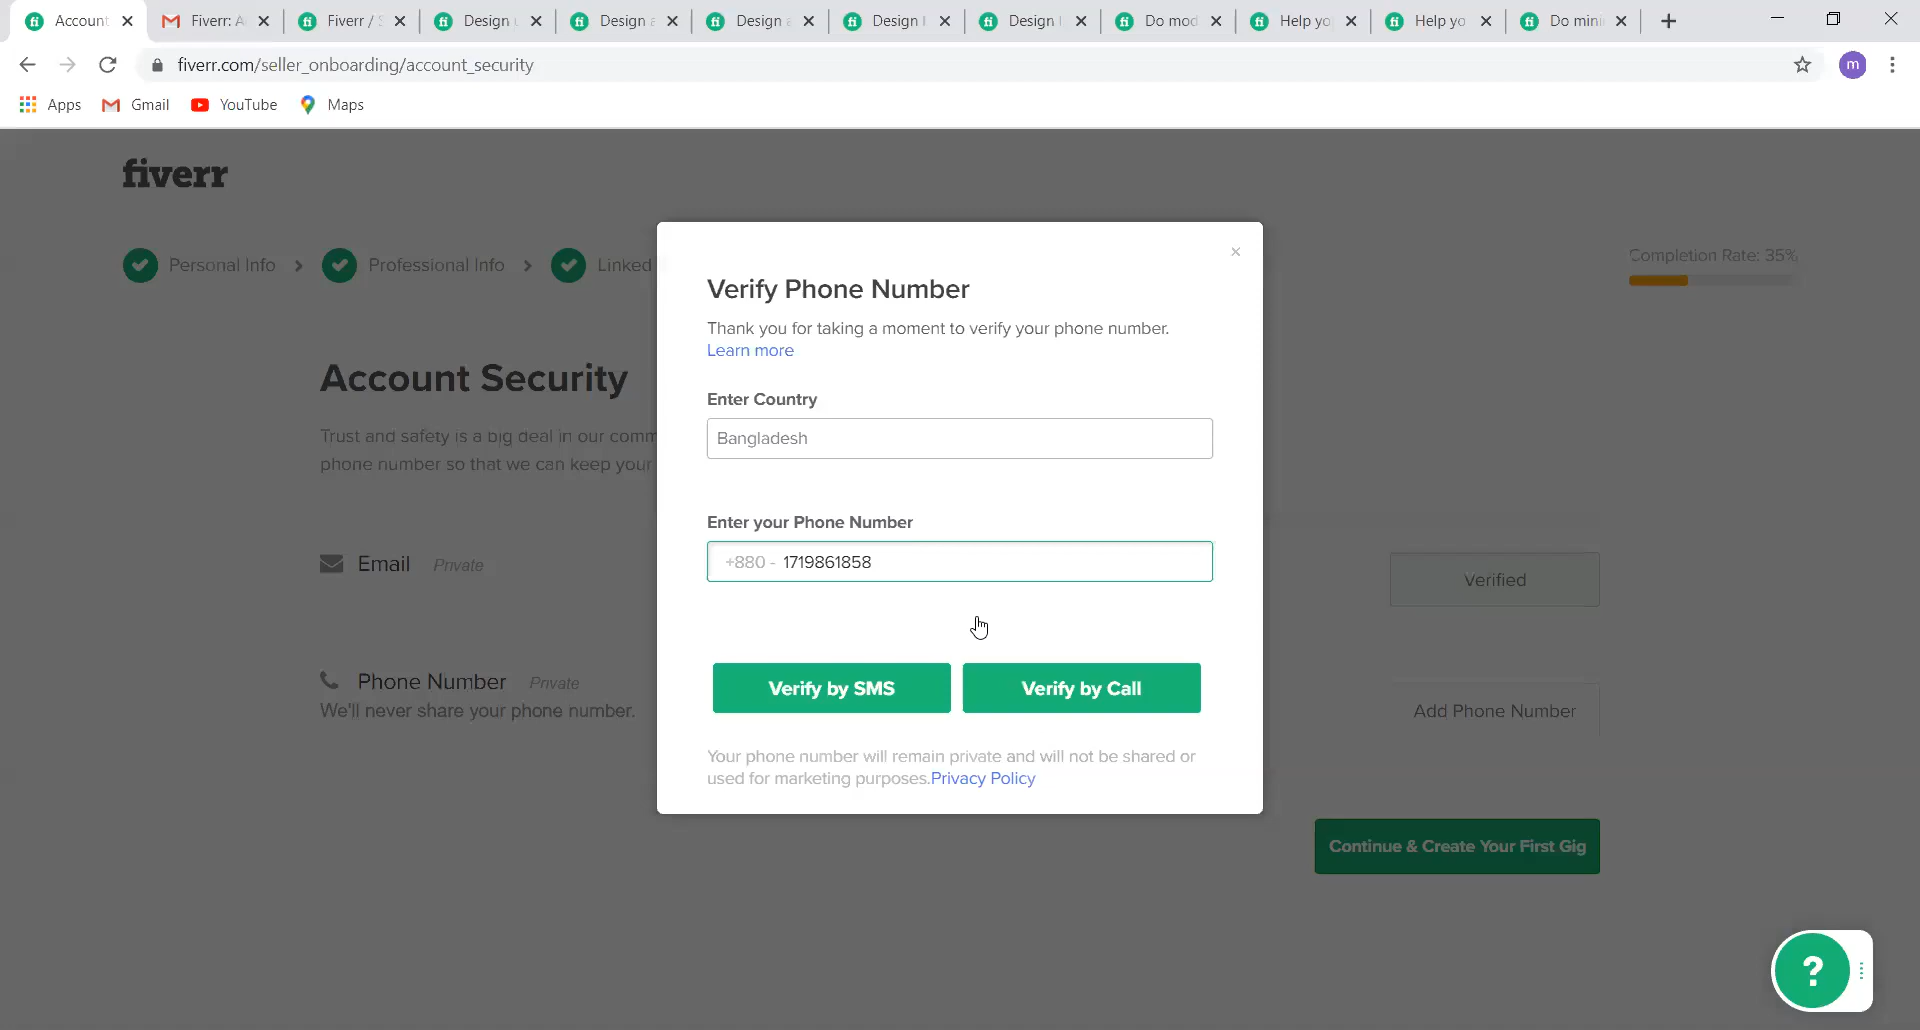 Account
Fiverr: A
Fiverr / S
Design
Design a
Design a
Design
Design
Do mod
Help yo
Help yo
Do mini
fiverr.com/seller_onboarding/account_security
m
Apps
Gmail
YouTube
Maps
fiverr
Personal Info
Professional Info
Linked
Completion Rate: 35%
Account Security
Trust and safety is a big deal in our comm
phone number so that we can keep your
Email Private
Verified
Phone Number Private
We'll never share your phone number.
Add Phone Number
Continue & Create Your First Gig
Verify Phone Number
Thank you for taking a moment to verify your phone number.
Learn more
Enter Country
Bangladesh
Enter your Phone Number
+880 - 1719861858
Verify by SMS
Verify by Call
Your phone number will remain private and will not be shared or
used for marketing purposes.Privacy Policy
?